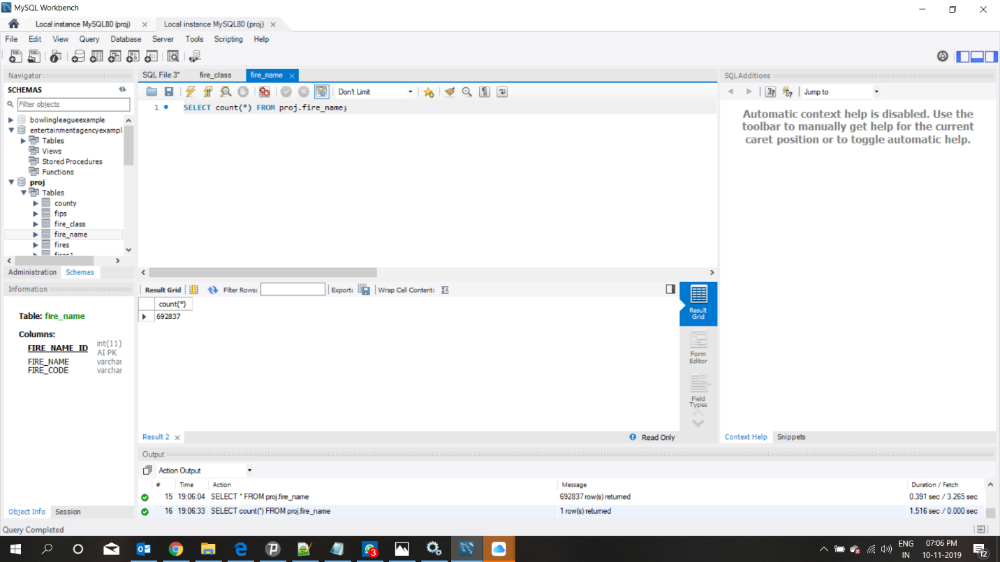 MySQL Workbench
Local instance MySQL80 (proj) ×
Local instance MySQL80 (proj) ×
File Edit View Query Database Server Tools Scripting Help
Navigator
SCHEMAS
Filter objects
bowlingleagueexample
entertainmentagencyexampl
Tables
Views
Stored Procedures
Functions
proj
Tables
county
fips
fire_class
fire_name
fires
Administration Schemas
Information
Table: fire_name
Columns:
FIRE_NAME_ID int(11)
AI PK
FIRE_NAME varchar
FIRE_CODE varchar
Object Info Session
SQL File 3* fire_class fire_name ×
Don't Limit
1 SELECT count(*) FROM proj.fire_name;
Result Grid Filter Rows: Export: Wrap Cell Content:
count(*)
692837
Result
Grid
Form
Editor
Field
Types
Result 2 × Read Only
SQLAdditions
Jump to
Automatic context help is disabled. Use the
toolbar to manually get help for the current
caret position or to toggle automatic help.
Context Help Snippets
Output
Action Output
# Time Action Message Duration / Fetch
15 19:06:04 SELECT * FROM proj.fire_name 692837 row(s) returned 0.391 sec / 3.265 sec
16 19:06:33 SELECT count(*) FROM proj.fire_name 1 row(s) returned 1.516 sec / 0.000 sec
Query Completed
3
ENG
IN
07:06 PM
10-11-2019
12